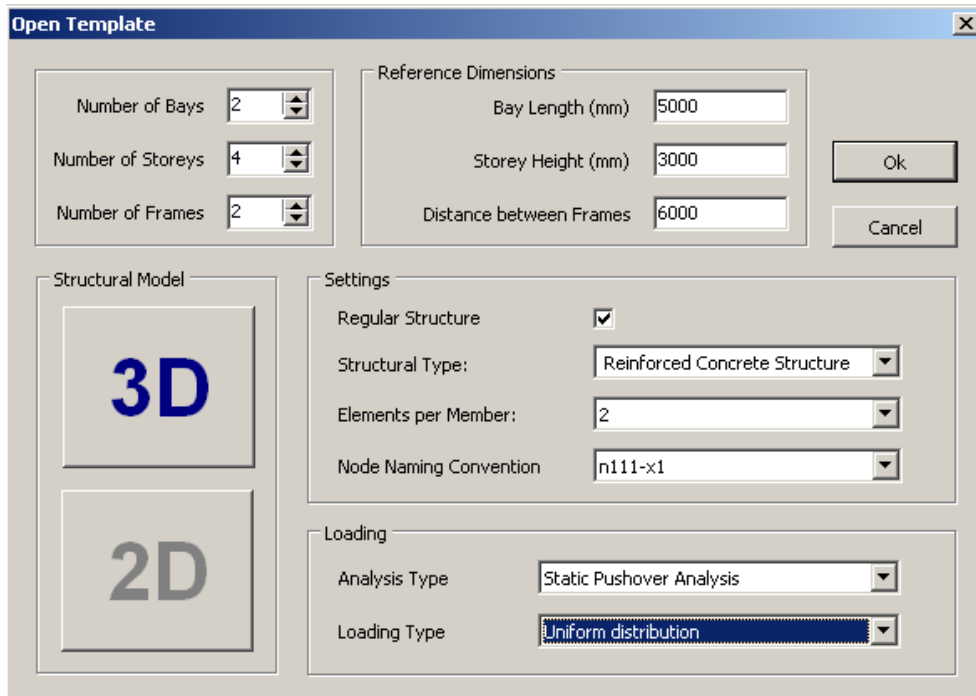 Open Template
Number of Bays 2
Number of Storeys 4
Number of Frames 2
Reference Dimensions
Bay Length (mm) 5000
Storey Height (mm) 3000
Distance between Frames 6000
Ok
Cancel
Structural Model
3D
2D
Settings
Regular Structure
Structural Type: Reinforced Concrete Structure
Elements per Member: 2
Node Naming Convention n111-x1
Loading
Analysis Type Static Pushover Analysis
Loading Type Uniform distribution